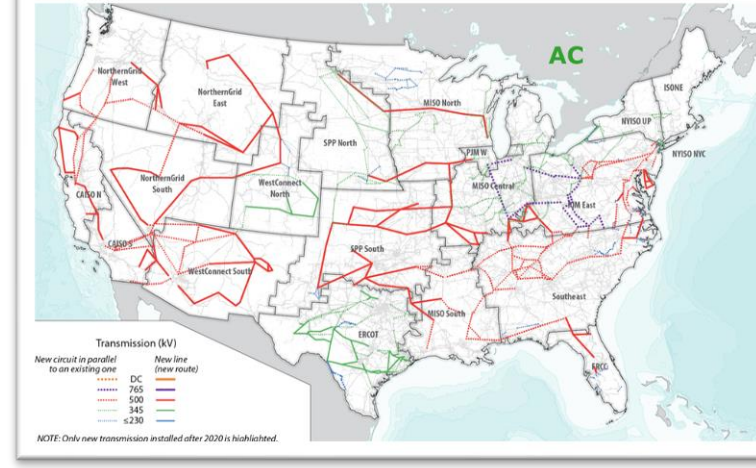 AC
NorthernGrid
West
NorthernGrid
East
MISO North
ISONE
NYISO UP
NYISO NYC
SPP North
PJM W
MISO Central
PJM East
NorthernGrid
South
WestConnect
North
CAISO N
CAISO S
WestConnect South
SPP South
MISO South
Southeast
ERCOT
FRCC
Transmission (kV)
New circuit in parallel
to an existing one
New line
(new route)
DC
765
500
345
≤230
NOTE: Only new transmission installed after 2020 is highlighted.